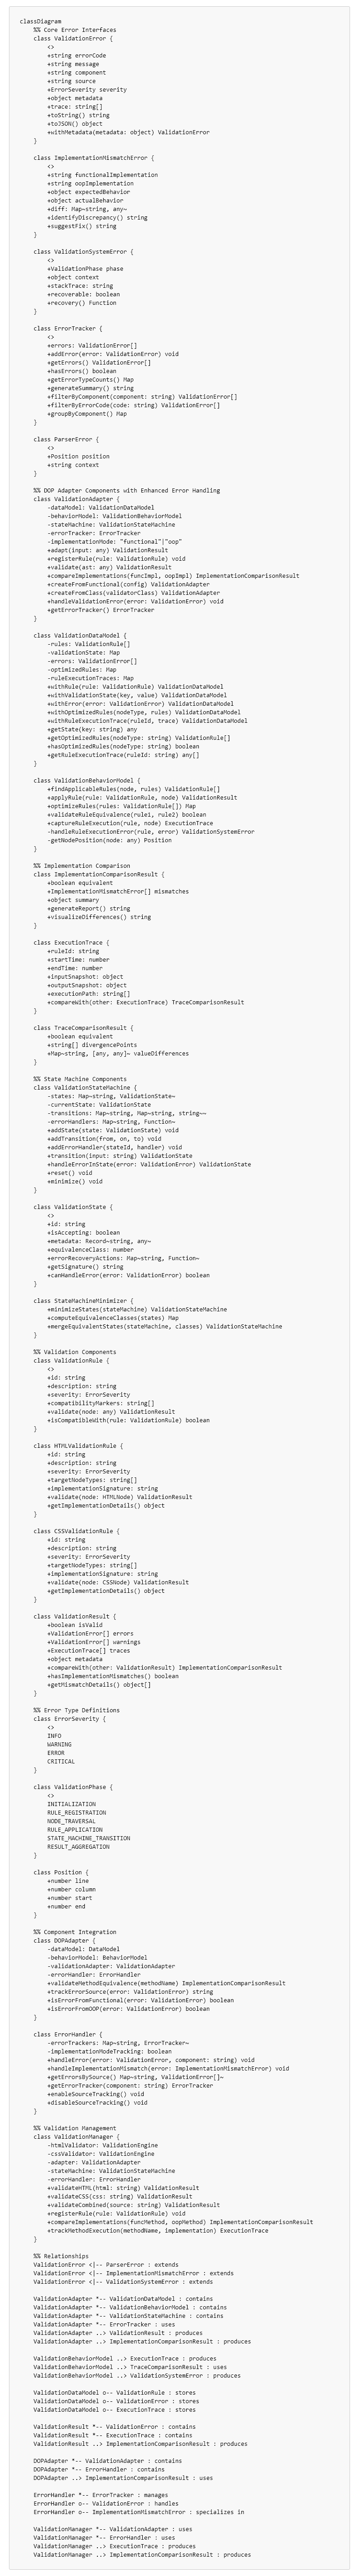 classDiagram
%% Core Error Interfaces
class ValidationError {
<>
+string errorCode
+string message
+string component
+string source
+ErrorSeverity severity
+object metadata
+trace: string[]
+toString() string
+toJSON() object
+withMetadata(metadata: object) ValidationError
}
class ImplementationMismatchError {
<>
+string functionalImplementation
+string oopImplementation
+object expectedBehavior
+object actualBehavior
+diff: Map~string, any~
+identifyDiscrepancy() string
+suggestFix() string
}
class ValidationSystemError {
<>
+ValidationPhase phase
+object context
+stackTrace: string
+recoverable: boolean
+recovery() Function
}
class ErrorTracker {
<>
+errors: ValidationError[]
+addError(error: ValidationError) void
+getErrors() ValidationError[]
+hasErrors() boolean
+getErrorTypeCounts() Map
+generateSummary() string
+filterByComponent(component: string) ValidationError[]
+filterByErrorCode(code: string) ValidationError[]
+groupByComponent() Map
}
class ParserError {
<>
+Position position
+string context
}
%% DOP Adapter Components with Enhanced Error Handling
class ValidationAdapter {
-dataModel: ValidationDataModel
-behaviorModel: ValidationBehaviorModel
-stateMachine: ValidationStateMachine
-errorTracker: ErrorTracker
-implementationMode: "functional"|"oop"
+adapt(input: any) ValidationResult
+registerRule(rule: ValidationRule) void
+validate(ast: any) ValidationResult
+compareImplementations(funcImpl, oopImpl) ImplementationComparisonResult
+createFromFunctional(config) ValidationAdapter
+createFromClass(validatorClass) ValidationAdapter
+handleValidationError(error: ValidationError) void
+getErrorTracker() ErrorTracker
}
class ValidationDataModel {
-rules: ValidationRule[]
-validationState: Map
-errors: ValidationError[]
-optimizedRules: Map
-ruleExecutionTraces: Map
+withRule(rule: ValidationRule) ValidationDataModel
+withValidationState(key, value) ValidationDataModel
+withError(error: ValidationError) ValidationDataModel
+withOptimizedRules(nodeType, rules) ValidationDataModel
+withRuleExecutionTrace(ruleId, trace) ValidationDataModel
+getState(key: string) any
+getOptimizedRules(nodeType: string) ValidationRule[]
+hasOptimizedRules(nodeType: string) boolean
+getRuleExecutionTrace(ruleId: string) any[]
}
class ValidationBehaviorModel {
+findApplicableRules(node, rules) ValidationRule[]
+applyRule(rule: ValidationRule, node) ValidationResult
+optimizeRules(rules: ValidationRule[]) Map
+validateRuleEquivalence(rule1, rule2) boolean
+captureRuleExecution(rule, node) ExecutionTrace
-handleRuleExecutionError(rule, error) ValidationSystemError
-getNodePosition(node: any) Position
}
%% Implementation Comparison
class ImplementationComparisonResult {
+boolean equivalent
+ImplementationMismatchError[] mismatches
+object summary
+generateReport() string
+visualizeDifferences() string
}
class ExecutionTrace {
+ruleId: string
+startTime: number
+endTime: number
+inputSnapshot: object
+outputSnapshot: object
+executionPath: string[]
+compareWith(other: ExecutionTrace) TraceComparisonResult
}
class TraceComparisonResult {
+boolean equivalent
+string[] divergencePoints
+Map~string, [any, any]~ valueDifferences
}
%% State Machine Components
class ValidationStateMachine {
-states: Map~string, ValidationState~
-currentState: ValidationState
-transitions: Map~string, Map~string, string~~
-errorHandlers: Map~string, Function~
+addState(state: ValidationState) void
+addTransition(from, on, to) void
+addErrorHandler(stateId, handler) void
+transition(input: string) ValidationState
+handleErrorInState(error: ValidationError) ValidationState
+reset() void
+minimize() void
}
class ValidationState {
<>
+id: string
+isAccepting: boolean
+metadata: Record~string, any~
+equivalenceClass: number
+errorRecoveryActions: Map~string, Function~
+getSignature() string
+canHandleError(error: ValidationError) boolean
}
class StateMachineMinimizer {
+minimizeStates(stateMachine) ValidationStateMachine
+computeEquivalenceClasses(states) Map
+mergeEquivalentStates(stateMachine, classes) ValidationStateMachine
}
%% Validation Components
class ValidationRule {
<>
+id: string
+description: string
+severity: ErrorSeverity
+compatibilityMarkers: string[]
+validate(node: any) ValidationResult
+isCompatibleWith(rule: ValidationRule) boolean
}
class HTMLValidationRule {
+id: string
+description: string
+severity: ErrorSeverity
+targetNodeTypes: string[]
+implementationSignature: string
+validate(node: HTMLNode) ValidationResult
+getImplementationDetails() object
}
class CSSValidationRule {
+id: string
+description: string
+severity: ErrorSeverity
+targetNodeTypes: string[]
+implementationSignature: string
+validate(node: CSSNode) ValidationResult
+getImplementationDetails() object
}
class ValidationResult {
+boolean isValid
+ValidationError[] errors
+ValidationError[] warnings
+ExecutionTrace[] traces
+object metadata
+compareWith(other: ValidationResult) ImplementationComparisonResult
+hasImplementationMismatches() boolean
+getMismatchDetails() object[]
}
%% Error Type Definitions
class ErrorSeverity {
<>
INFO
WARNING
ERROR
CRITICAL
}
class ValidationPhase {
<>
INITIALIZATION
RULE_REGISTRATION
NODE_TRAVERSAL
RULE_APPLICATION
STATE_MACHINE_TRANSITION
RESULT_AGGREGATION
}
class Position {
+number line
+number column
+number start
+number end
}
%% Component Integration
class DOPAdapter {
-dataModel: DataModel
-behaviorModel: BehaviorModel
-validationAdapter: ValidationAdapter
-errorHandler: ErrorHandler
+validateMethodEquivalence(methodName) ImplementationComparisonResult
+trackErrorSource(error: ValidationError) string
+isErrorFromFunctional(error: ValidationError) boolean
+isErrorFromOOP(error: ValidationError) boolean
}
class ErrorHandler {
-errorTrackers: Map~string, ErrorTracker~
-implementationModeTracking: boolean
+handleError(error: ValidationError, component: string) void
+handleImplementationMismatch(error: ImplementationMismatchError) void
+getErrorsBySource() Map~string, ValidationError[]~
+getErrorTracker(component: string) ErrorTracker
+enableSourceTracking() void
+disableSourceTracking() void
}
%% Validation Management
class ValidationManager {
-htmlValidator: ValidationEngine
-cssValidator: ValidationEngine
-adapter: ValidationAdapter
-stateMachine: ValidationStateMachine
-errorHandler: ErrorHandler
+validateHTML(html: string) ValidationResult
+validateCSS(css: string) ValidationResult
+validateCombined(source: string) ValidationResult
+registerRule(rule: ValidationRule) void
+compareImplementations(funcMethod, oopMethod) ImplementationComparisonResult
+trackMethodExecution(methodName, implementation) ExecutionTrace
}
%% Relationships
ValidationError <|-- ParserError : extends
ValidationError <|-- ImplementationMismatchError : extends
ValidationError <|-- ValidationSystemError : extends
ValidationAdapter *-- ValidationDataModel : contains
ValidationAdapter *-- ValidationBehaviorModel : contains
ValidationAdapter *-- ValidationStateMachine : contains
ValidationAdapter *-- ErrorTracker : uses
ValidationAdapter ..> ValidationResult : produces
ValidationAdapter ..> ImplementationComparisonResult : produces
ValidationBehaviorModel ..> ExecutionTrace : produces
ValidationBehaviorModel ..> TraceComparisonResult : uses
ValidationBehaviorModel ..> ValidationSystemError : produces
ValidationDataModel o-- ValidationRule : stores
ValidationDataModel o-- ValidationError : stores
ValidationDataModel o-- ExecutionTrace : stores
ValidationResult *-- ValidationError : contains
ValidationResult *-- ExecutionTrace : contains
ValidationResult ..> ImplementationComparisonResult : produces
DOPAdapter *-- ValidationAdapter : contains
DOPAdapter *-- ErrorHandler : contains
DOPAdapter ..> ImplementationComparisonResult : uses
ErrorHandler *-- ErrorTracker : manages
ErrorHandler o-- ValidationError : handles
ErrorHandler o-- ImplementationMismatchError : specializes in
ValidationManager *-- ValidationAdapter : uses
ValidationManager *-- ErrorHandler : uses
ValidationManager ..> ExecutionTrace : produces
ValidationManager ..> ImplementationComparisonResult : produces